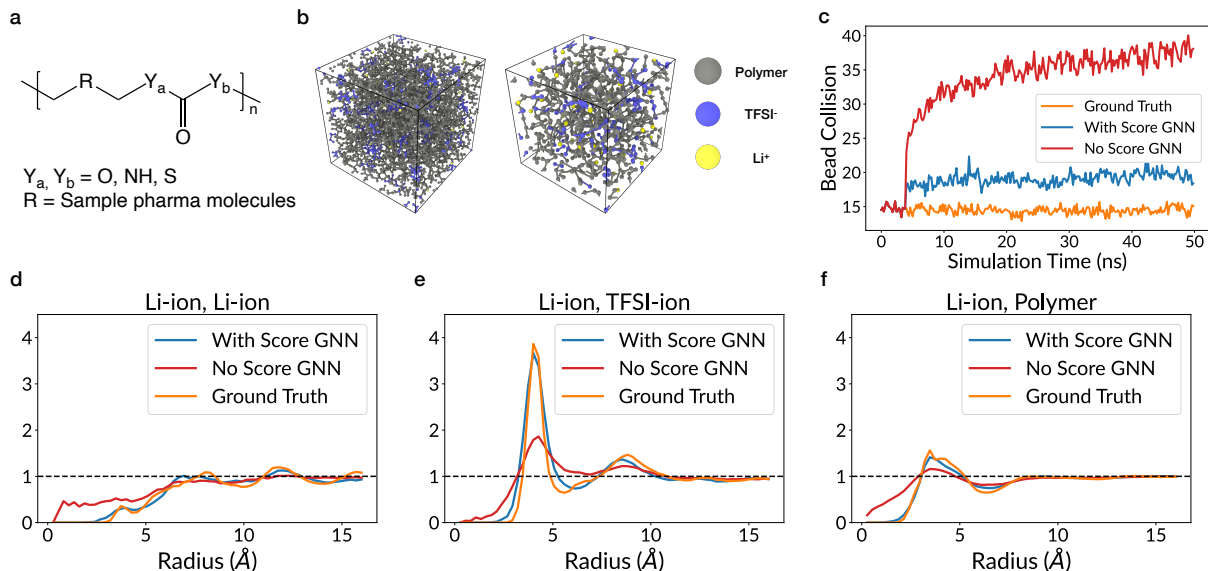 a
R
Yₐ
Y_b
n
O
Yₐ, Y_b = O, NH, S
R = Sample pharma molecules
b
Polymer
TFSI⁻
Li⁺
c
Bead Collision
40
35
30
25
20
15
Ground Truth
With Score GNN
No Score GNN
0 10 20 30 40 50
Simulation Time (ns)
d
Li-ion, Li-ion
4
3
2
1
0
With Score GNN
No Score GNN
Ground Truth
0 5 10 15
Radius (Å)
e
Li-ion, TFSI-ion
4
3
2
1
0
With Score GNN
No Score GNN
Ground Truth
0 5 10 15
Radius (Å)
f
Li-ion, Polymer
4
3
2
1
0
With Score GNN
No Score GNN
Ground Truth
0 5 10 15
Radius (Å)